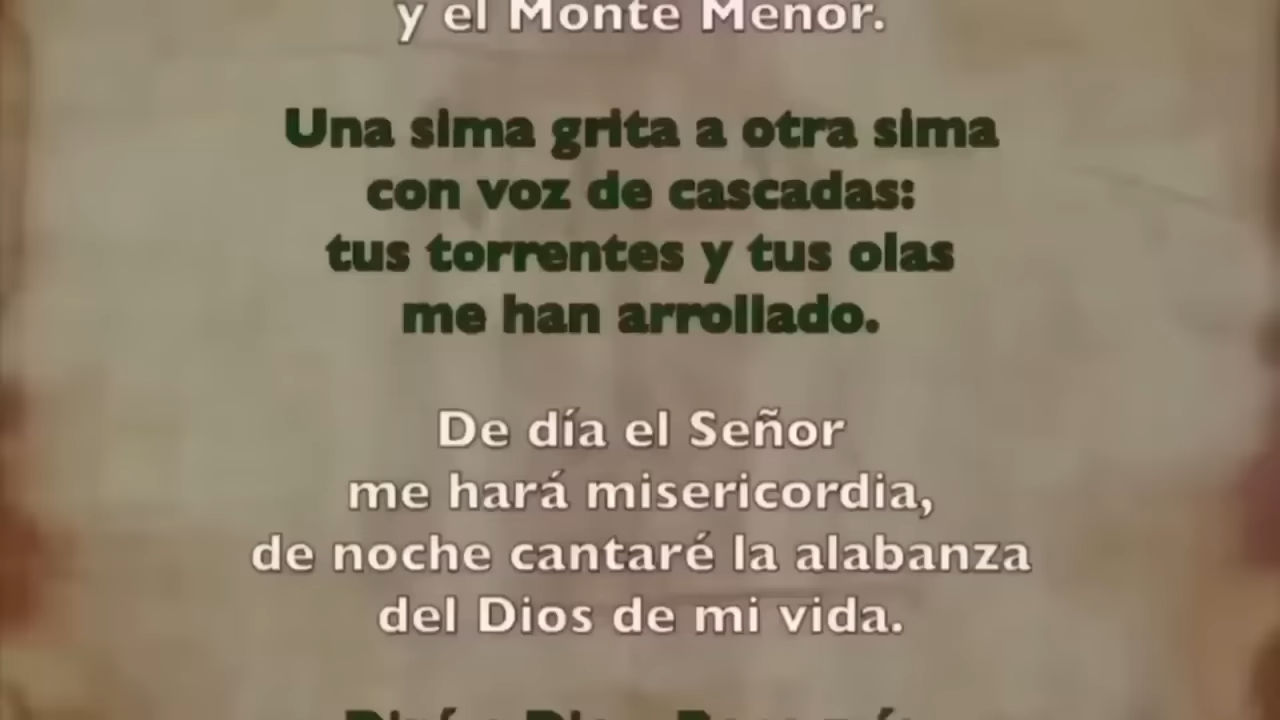 y el Monte Menor.
Una sima grita a otra sima
con voz de cascadas:
tus torrentes y tus olas
me han arrollado.
De día el Señor
me hará misericordia,
de noche cantaré la alabanza
del Dios de mi vida.